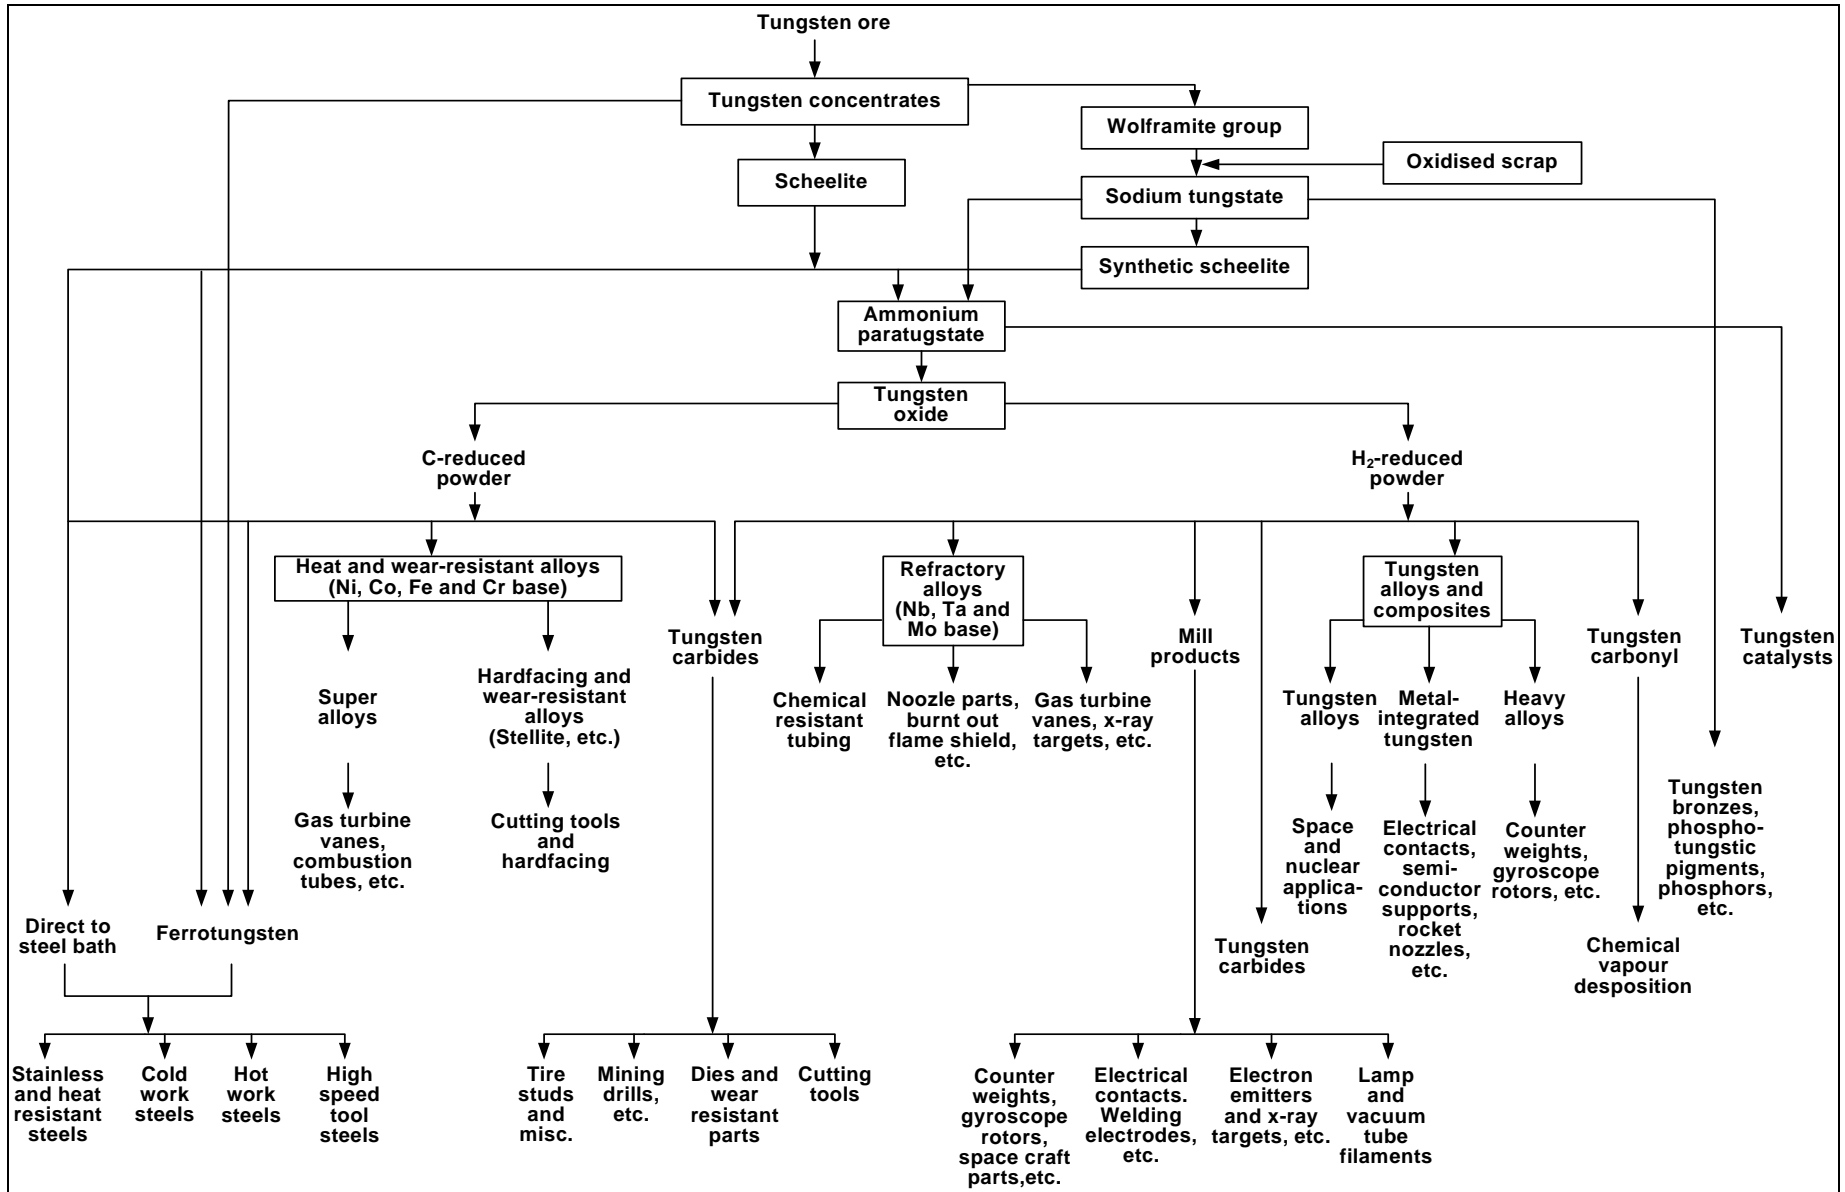 Tungsten ore
Tungsten concentrates
Wolframite group
Oxidised scrap
Scheelite
Sodium tungstate
Synthetic scheelite
Ammonium
paratugstate
Tungsten
oxide
C-reduced
powder
H₂-reduced
powder
Heat and wear-resistant alloys
(Ni, Co, Fe and Cr base)
Refractory
alloys
(Nb, Ta and
Mo base)
Tungsten
alloys and
composites
Tungsten
carbides
Mill
products
Tungsten
carbonyl
Tungsten
catalysts
Super
alloys
Hardfacing and
wear-resistant
alloys
(Stellite, etc.)
Chemical
resistant
tubing
Noozle parts,
burnt out
flame shield,
etc.
Gas turbine
vanes, x-ray
targets, etc.
Tungsten
alloys
Metal-
integrated
tungsten
Heavy
alloys
Gas turbine
vanes,
combustion
tubes, etc.
Cutting tools
and
hardfacing
Space
and
nuclear
applica-
tions
Electrical
contacts,
semi-
conductor
supports,
rocket
nozzles,
etc.
Counter
weights,
gyroscope
rotors, etc.
Tungsten
bronzes,
phospho-
tungstic
pigments,
phosphors,
etc.
Direct to
steel bath
Ferrotungsten
Tungsten
carbides
Chemical
vapour
desposition
Stainless
and heat
resistant
steels
Cold
work
steels
Hot
work
steels
High
speed
tool
steels
Tire
studs
and
misc.
Mining
drills,
etc.
Dies and
wear
resistant
parts
Cutting
tools
Counter
weights,
gyroscope
rotors,
space craft
parts,etc.
Electrical
contacts.
Welding
electrodes,
etc.
Electron
emitters
and x-ray
targets, etc.
Lamp
and
vacuum
tube
filaments